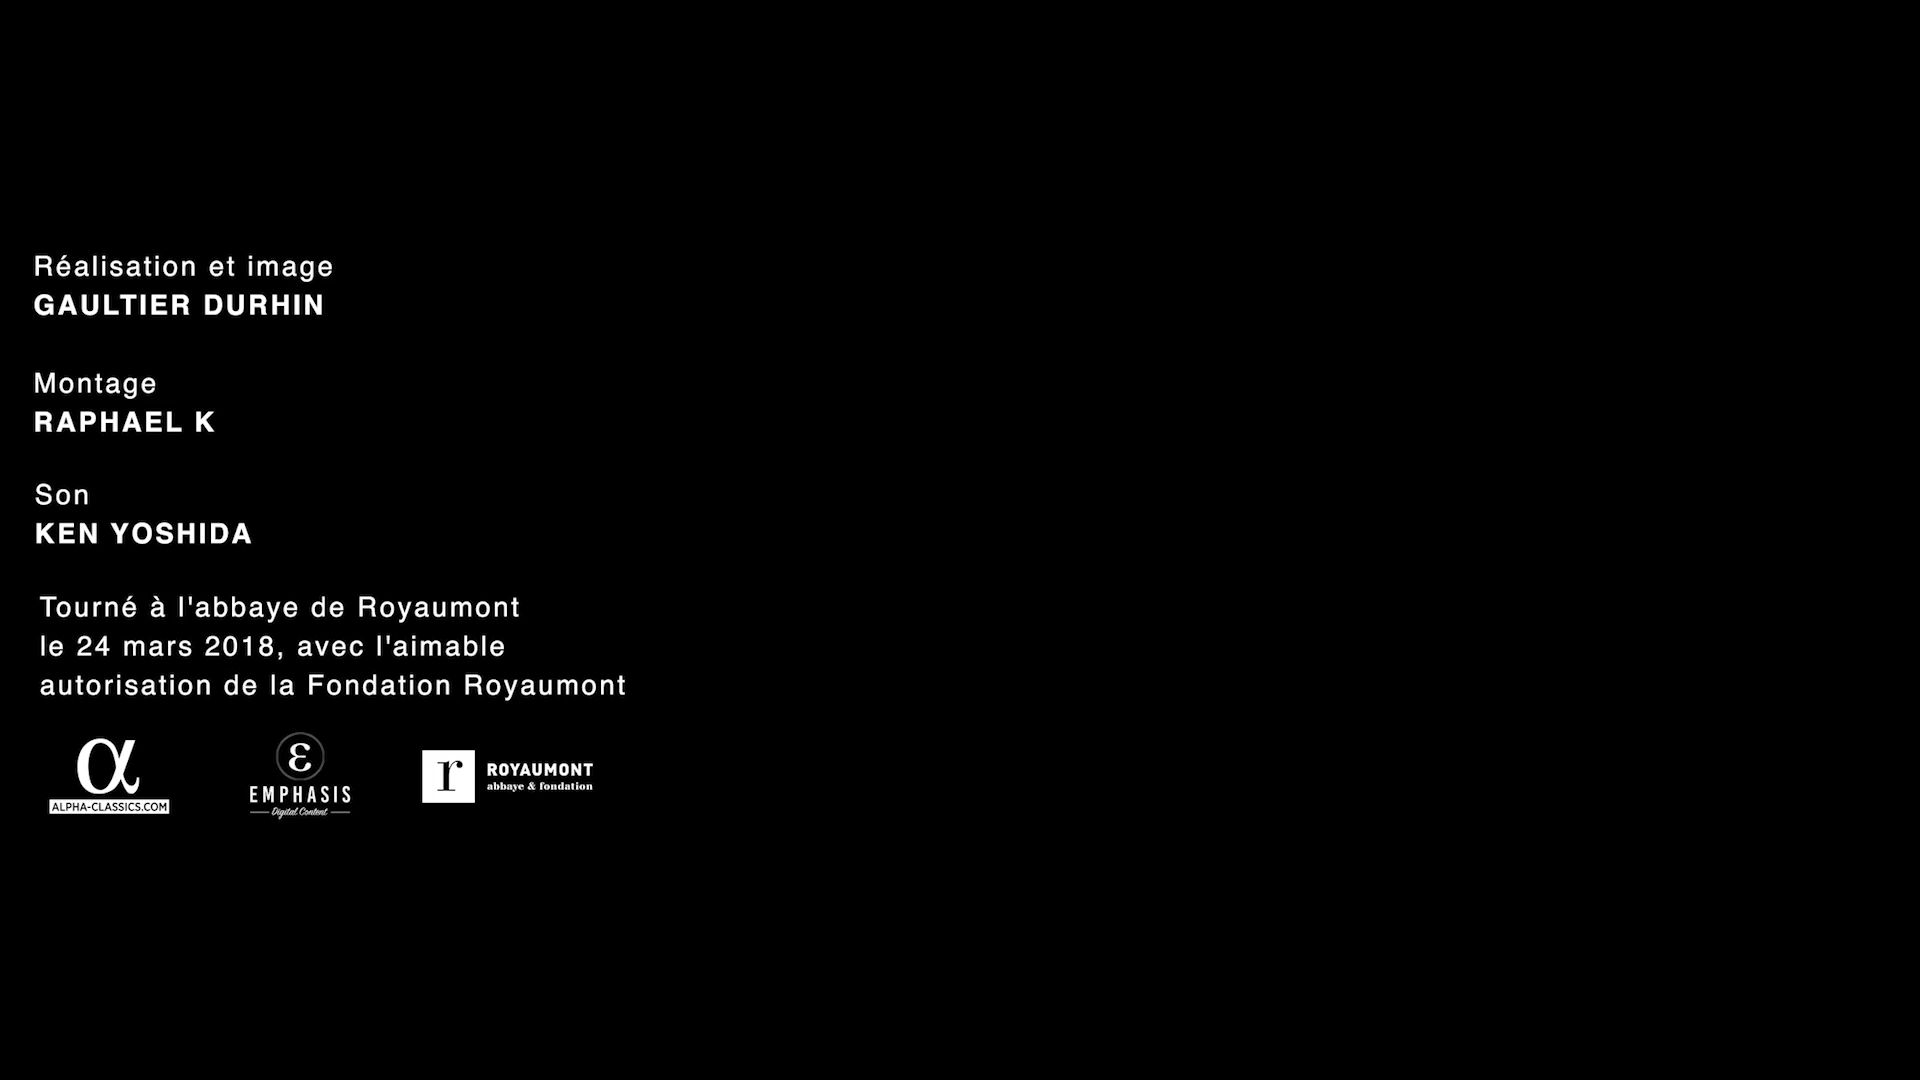 Réalisation et image
GAULTIER DURHIN
Montage
RAPHAEL K
Son
KEN YOSHIDA
Tourné à l'abbaye de Royaumont
le 24 mars 2018, avec l'aimable
autorisation de la Fondation Royaumont
α
ALPHA-CLASSICS.COM
ε
EMPHASIS
Digital Content
r
ROYAUMONT
abbaye & fondation